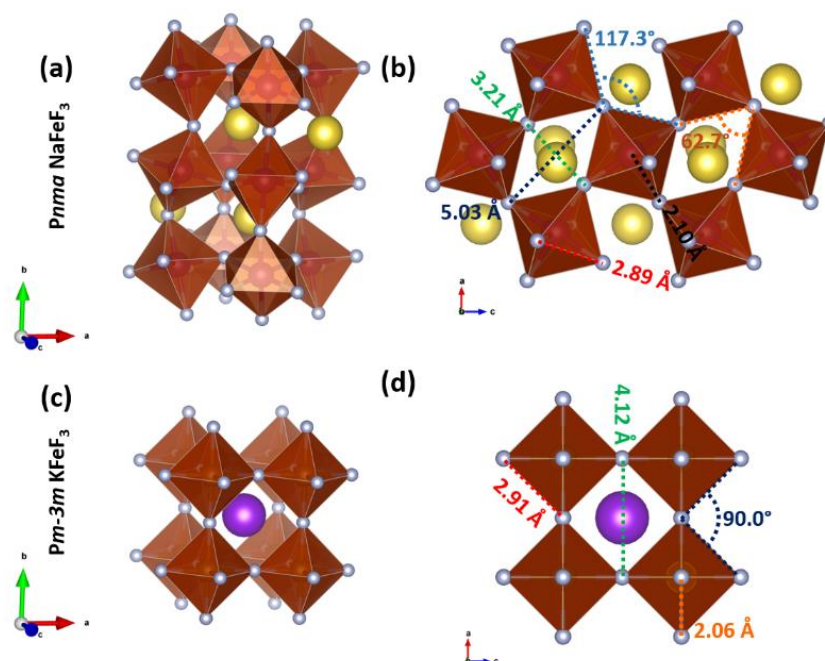 (a)
Pnma NaFeF3
b
c
a
(b)
117.3°
3.21 Å
62.7°
5.03 Å
2.10 Å
2.89 Å
a
b
c
(c)
Pm-3m KFeF3
b
c
a
(d)
4.12 Å
2.91 Å
90.0°
2.06 Å
a
c